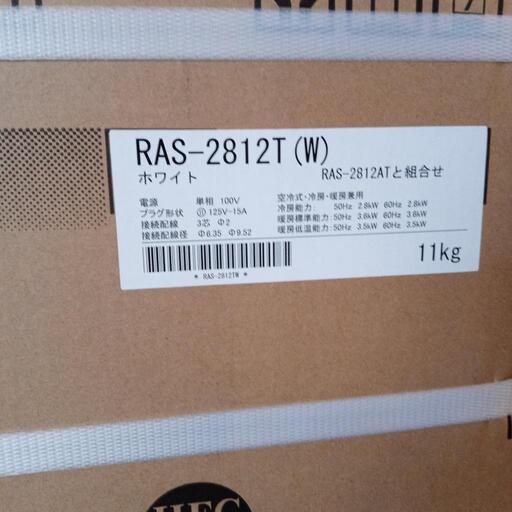 RAS-2812T(W)
ホワイト RAS-2812ATと組合せ
電源 単相 100V 空冷式・冷房・暖房兼用
プラグ形状 125V-15A 冷房能力: 50Hz 2.8kW 60Hz 2.8kW
接続配線 3芯 Φ2 暖房標準能力:50Hz 3.6kW 60Hz 3.6kW
接続配線径 Φ6.35 Φ9.52 暖房低温能力:50Hz 3.5kW 60Hz 3.5kW
* RAS-2812TW *
11kg